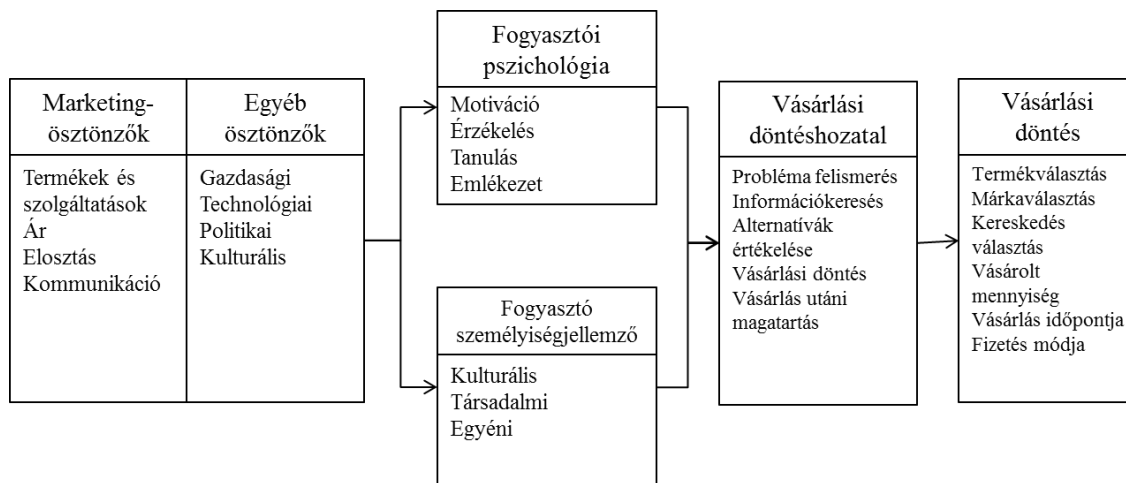 Marketing-
ösztönzők
Termékek és
szolgáltatások
Ár
Elosztás
Kommunikáció
Egyéb
ösztönzők
Gazdasági
Technológiai
Politikai
Kulturális
Fogyasztói
pszichológia
Motiváció
Érzékelés
Tanulás
Emlékezet
Fogyasztó
személyiségjellemző
Kulturális
Társadalmi
Egyéni
Vásárlási
döntéshozatal
Probléma felismerés
Információkeresés
Alternatívák
értékelése
Vásárlási döntés
Vásárlás utáni
magatartás
Vásárlási
döntés
Termékválasztás
Márkaválasztás
Kereskedés
választás
Vásárolt
mennyiség
Vásárlás időpontja
Fizetés módja